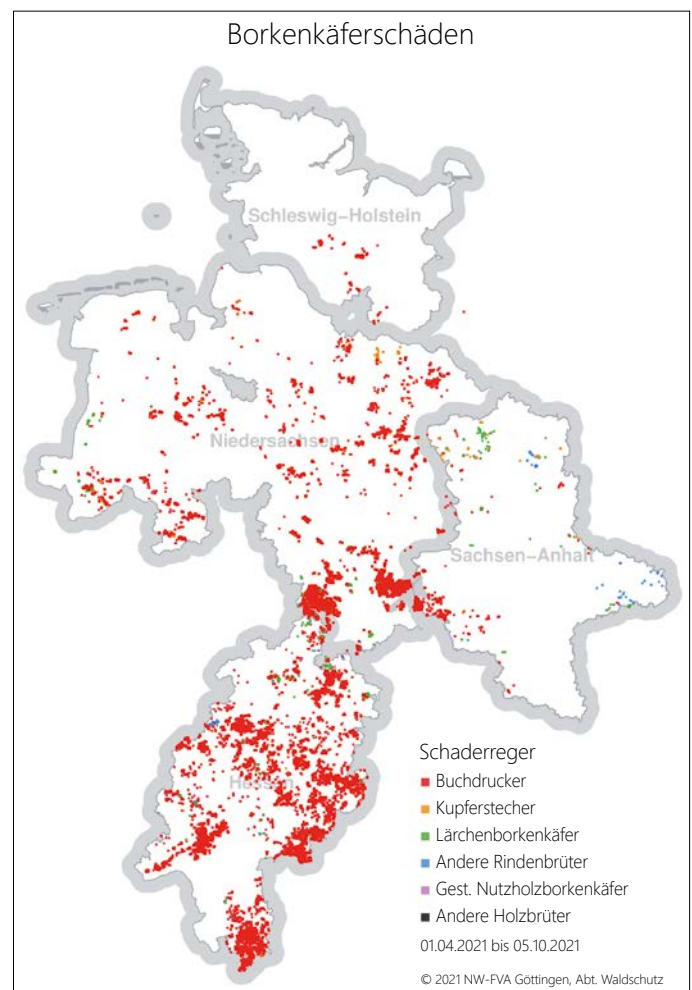 Borkenkäferschäden
Schleswig-Holstein
Niedersachsen
Sachsen-Anhalt
Hessen
Schaderreger
Buchdrucker
Kupferstecher
Lärchenborkenkäfer
Andere Rindenbrüter
Gest. Nutzholzborkenkäfer
Andere Holzbrüter
01.04.2021 bis 05.10.2021
© 2021 NW-FVA Göttingen, Abt. Waldschutz